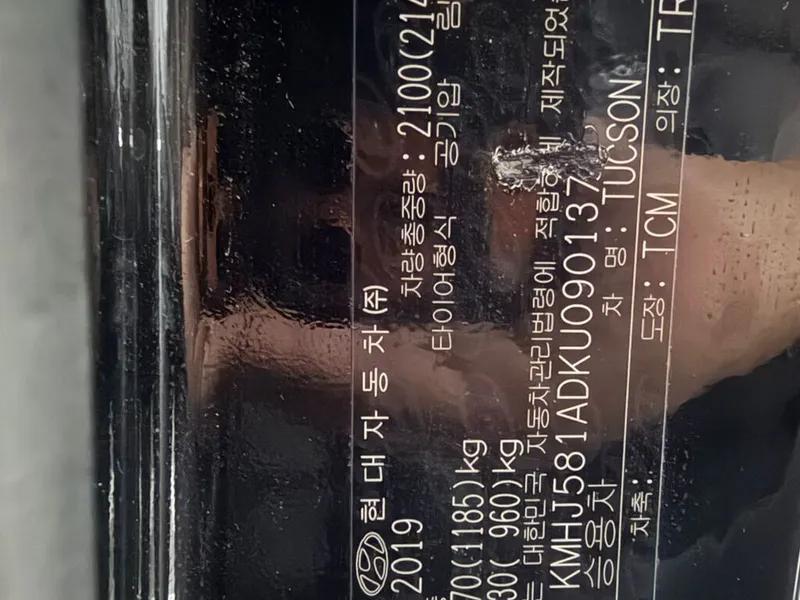 현대자동차(주)
2019 차량총중량: 2100(214
70(1185)kg 타이어형식 공기압 림
30( 960)kg
는 대한민국 자동차관리법령에 적합하게 제작되었
KMHJ581ADKU090137
승용차 차 명: TUCSON
차축: 도장: TCM 의장: TR